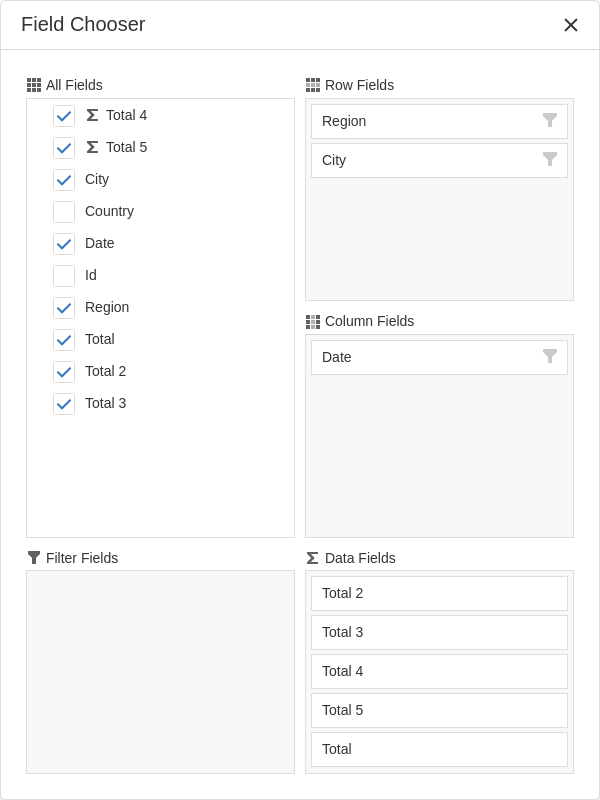 Field Chooser
All Fields
Total 4
Total 5
City
Country
Date
Id
Region
Total
Total 2
Total 3
Row Fields
Region
City
Column Fields
Date
Filter Fields
Data Fields
Total 2
Total 3
Total 4
Total 5
Total